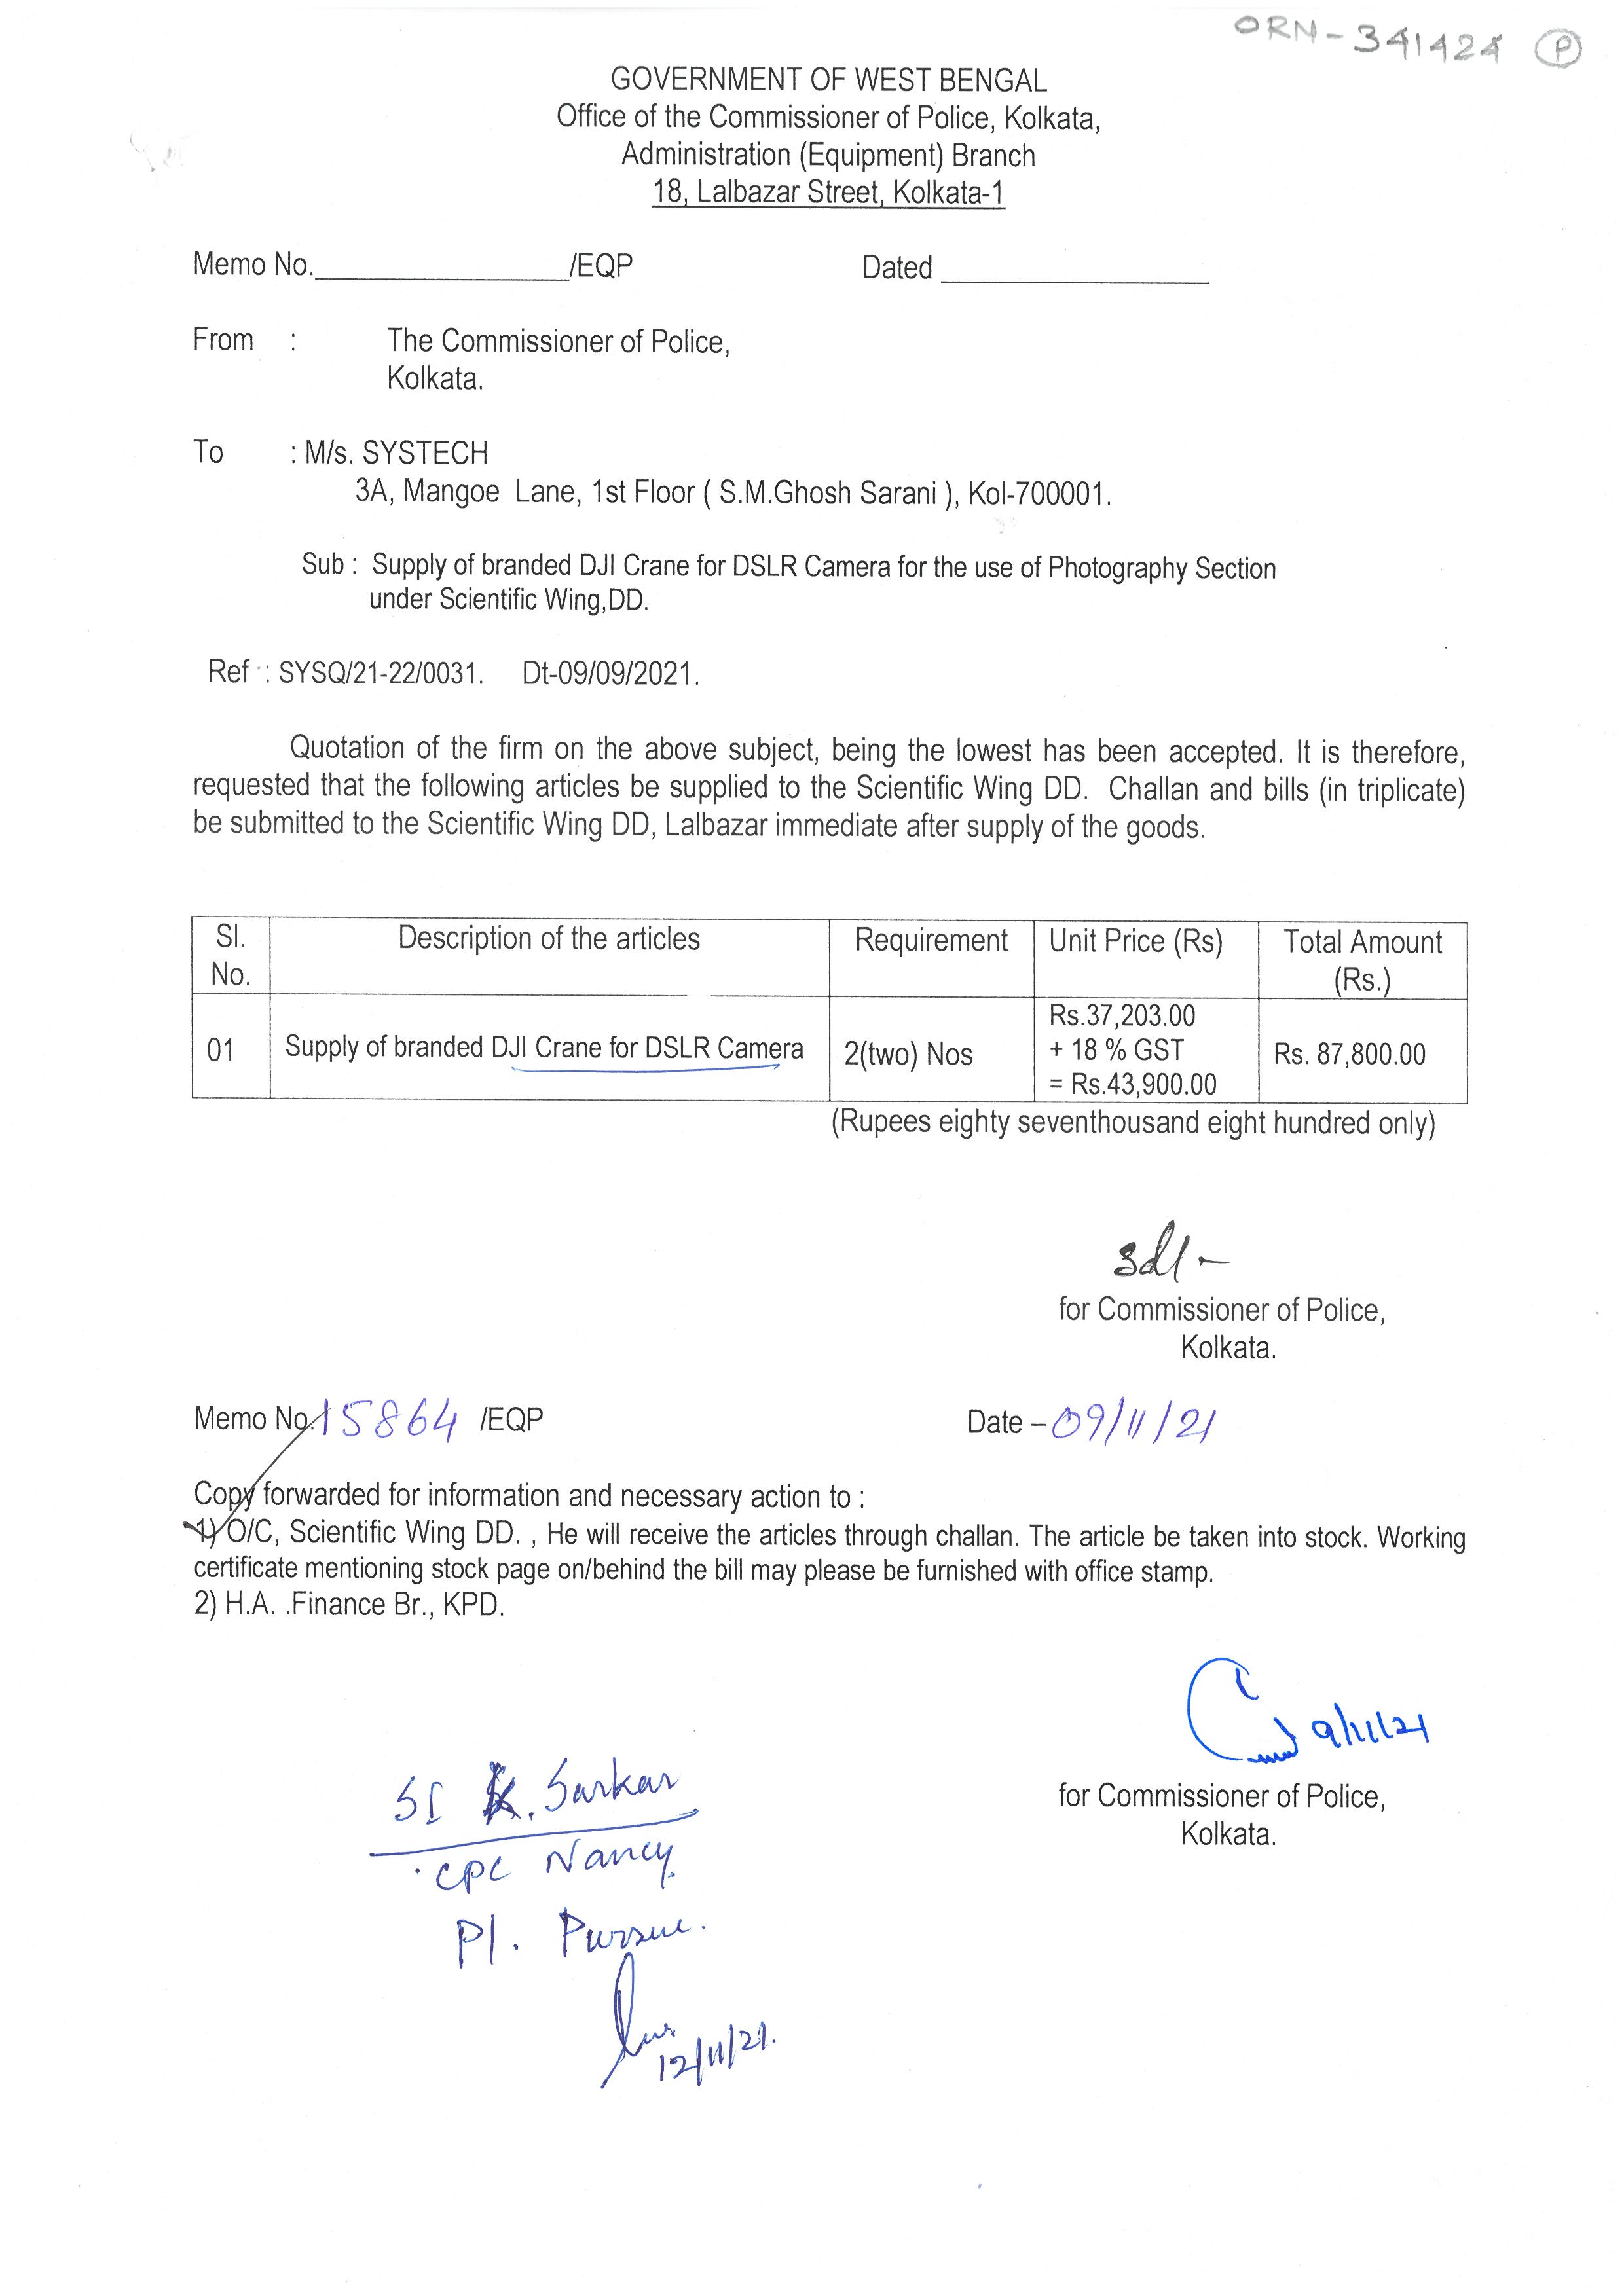 ORN-341424 P
GOVERNMENT OF WEST BENGAL
Office of the Commissioner of Police, Kolkata,
Administration (Equipment) Branch
18, Lalbazar Street, Kolkata-1
Memo No.__________________/EQP Dated ___________________
From : The Commissioner of Police,
Kolkata.
To : M/s. SYSTECH
3A, Mangoe Lane, 1st Floor ( S.M.Ghosh Sarani ), Kol-700001.
Sub : Supply of branded DJI Crane for DSLR Camera for the use of Photography Section
under Scientific Wing,DD.
Ref : SYSQ/21-22/0031. Dt-09/09/2021.
Quotation of the firm on the above subject, being the lowest has been accepted. It is therefore,
requested that the following articles be supplied to the Scientific Wing DD. Challan and bills (in triplicate)
be submitted to the Scientific Wing DD, Lalbazar immediate after supply of the goods.
Sl. No. Description of the articles Requirement Unit Price (Rs) Total Amount (Rs.)
01 Supply of branded DJI Crane for DSLR Camera 2(two) Nos Rs.37,203.00 + 18 % GST = Rs.43,900.00 Rs. 87,800.00
(Rupees eighty seventhousand eight hundred only)
Sd/-
for Commissioner of Police,
Kolkata.
Memo No.15864 /EQP Date – 09/11/21
Copy forwarded for information and necessary action to :
1) O/C, Scientific Wing DD. , He will receive the articles through challan. The article be taken into stock. Working
certificate mentioning stock page on/behind the bill may please be furnished with office stamp.
2) H.A. .Finance Br., KPD.
9/11/21
for Commissioner of Police,
Kolkata.
SI K. Sarkar
CPC Nancy
Pl. Pursue.
12/11/21.